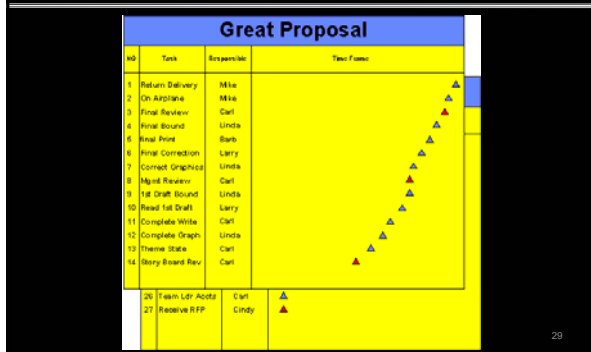 Great Proposal
NO Task Responsible Time Frame
1 Return Delivery Mike
2 On Airplane Mike
3 Final Review Carl
4 Final Bound Linda
5 final Print Barb
6 Final Correction Larry
7 Correct Graphics Linda
8 Mgmt Review Carl
9 1st Draft Bound Linda
10 Read 1st Draft Larry
11 Complete Write Carl
12 Complete Graph Linda
13 Theme State Carl
14 Story Board Rev Carl
26 Team Ldr Accts Carl
27 Receive RFP Cindy
29